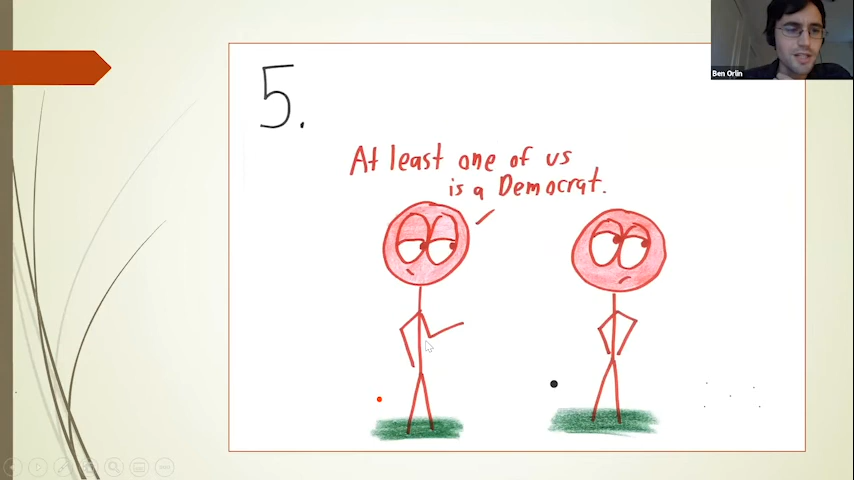 Ben Orlin
5.
At least one of us
is a Democrat.